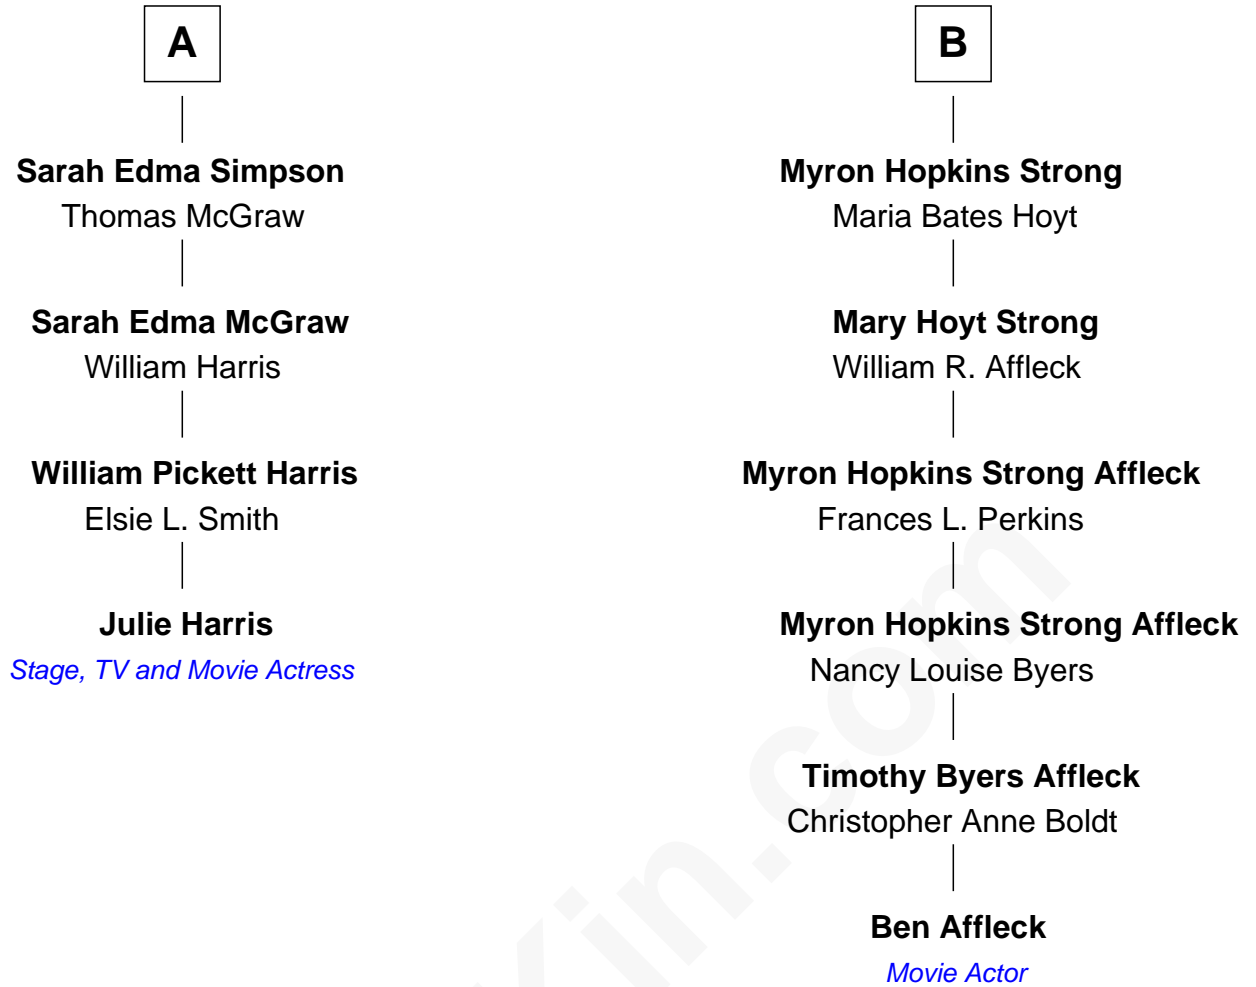 A
Sarah Edma Simpson
Thomas McGraw
Sarah Edma McGraw
William Harris
William Pickett Harris
Elsie L. Smith
Julie Harris
Stage, TV and Movie Actress
B
Myron Hopkins Strong
Maria Bates Hoyt
Mary Hoyt Strong
William R. Affleck
Myron Hopkins Strong Affleck
Frances L. Perkins
Myron Hopkins Strong Affleck
Nancy Louise Byers
Timothy Byers Affleck
Christopher Anne Boldt
Ben Affleck
Movie Actor